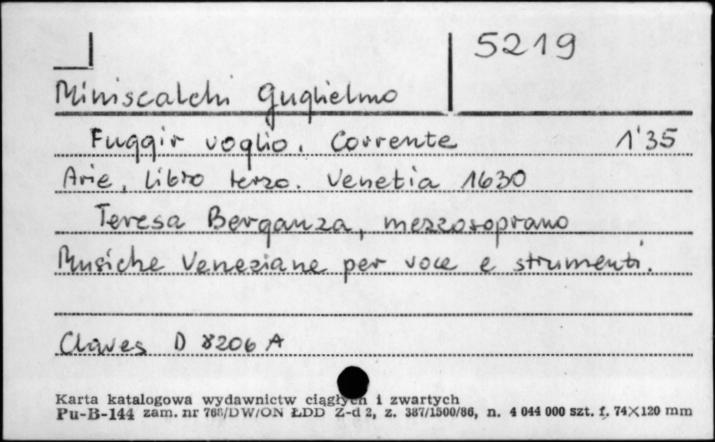 5219
Miniscalchi Guglielmo
Fuggir voglio. Corrente 1'35
Arie, libro terzo. Venetia 1630
Teresa Berganza, mezzosoprano
Musiche Veneziane per voce e strumenti.
Claves D 8206 A
Karta katalogowa wydawnictw ciągłych i zwartych
Pu-B-144 zam. nr 768/DW/ON ŁDD Z-d 2, z. 387/1500/86, n. 4 044 000 szt. f. 74×120 mm